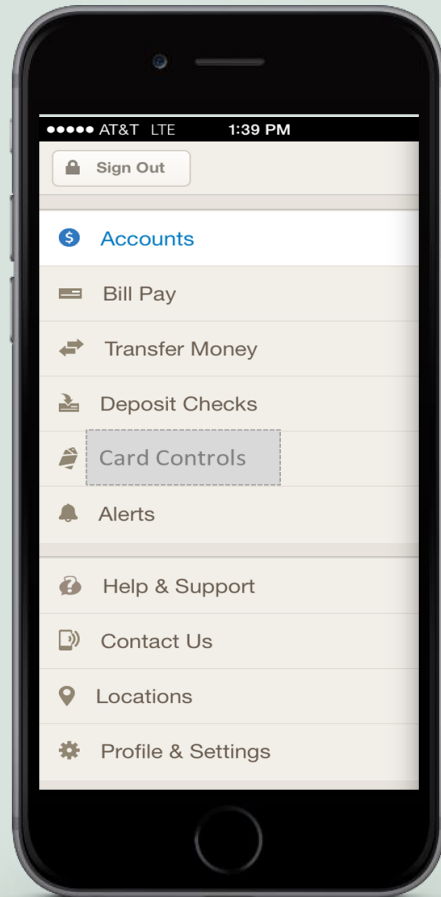 AT&T LTE 1:39 PM
Sign Out
Accounts
Bill Pay
Transfer Money
Deposit Checks
Card Controls
Alerts
Help & Support
Contact Us
Locations
Profile & Settings